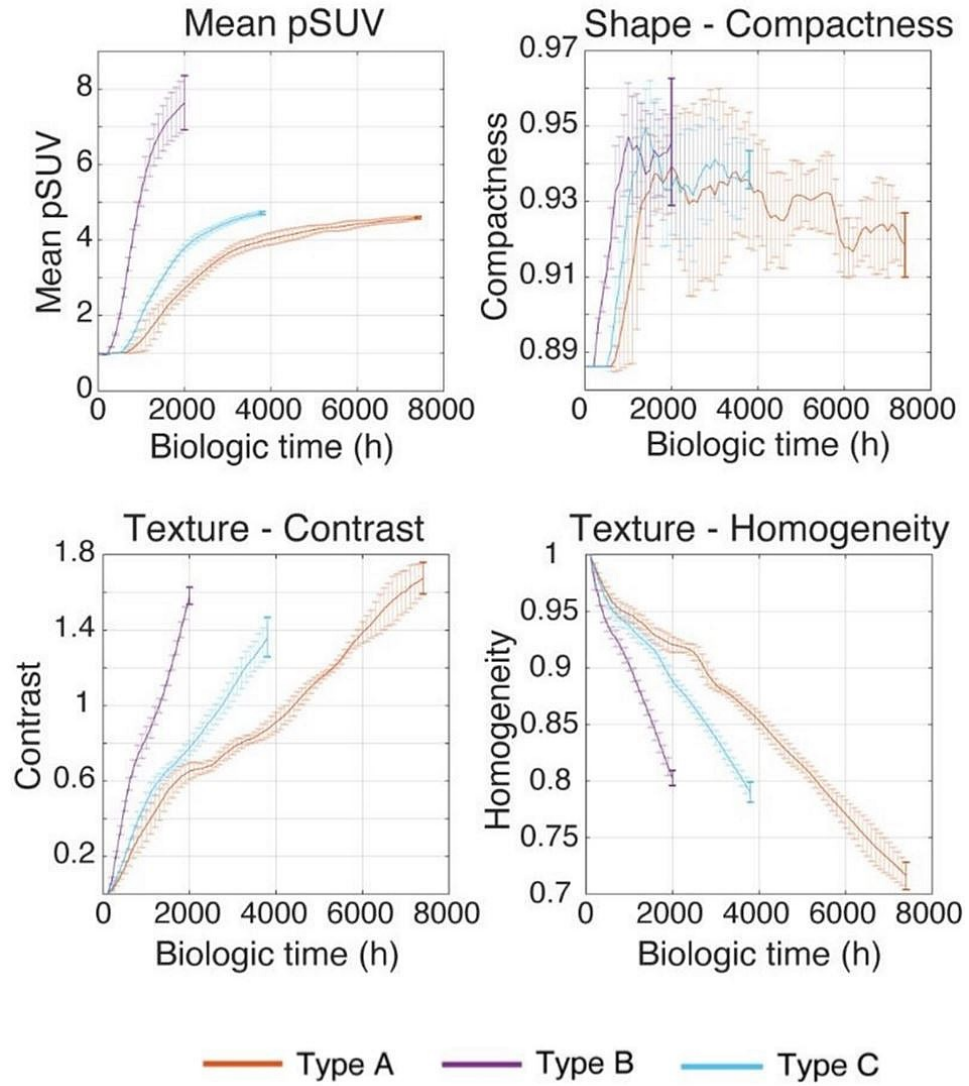 Mean pSUV
Mean pSUV
8
6
4
2
0
0 2000 4000 6000 8000
Biologic time (h)
Shape - Compactness
Compactness
0.97
0.95
0.93
0.91
0.89
0 2000 4000 6000 8000
Biologic time (h)
Texture - Contrast
Contrast
1.8
1.4
1
0.6
0.2
0 2000 4000 6000 8000
Biologic time (h)
Texture - Homogeneity
Homogeneity
1
0.95
0.9
0.85
0.8
0.75
0.7
0 2000 4000 6000 8000
Biologic time (h)
Type A Type B Type C